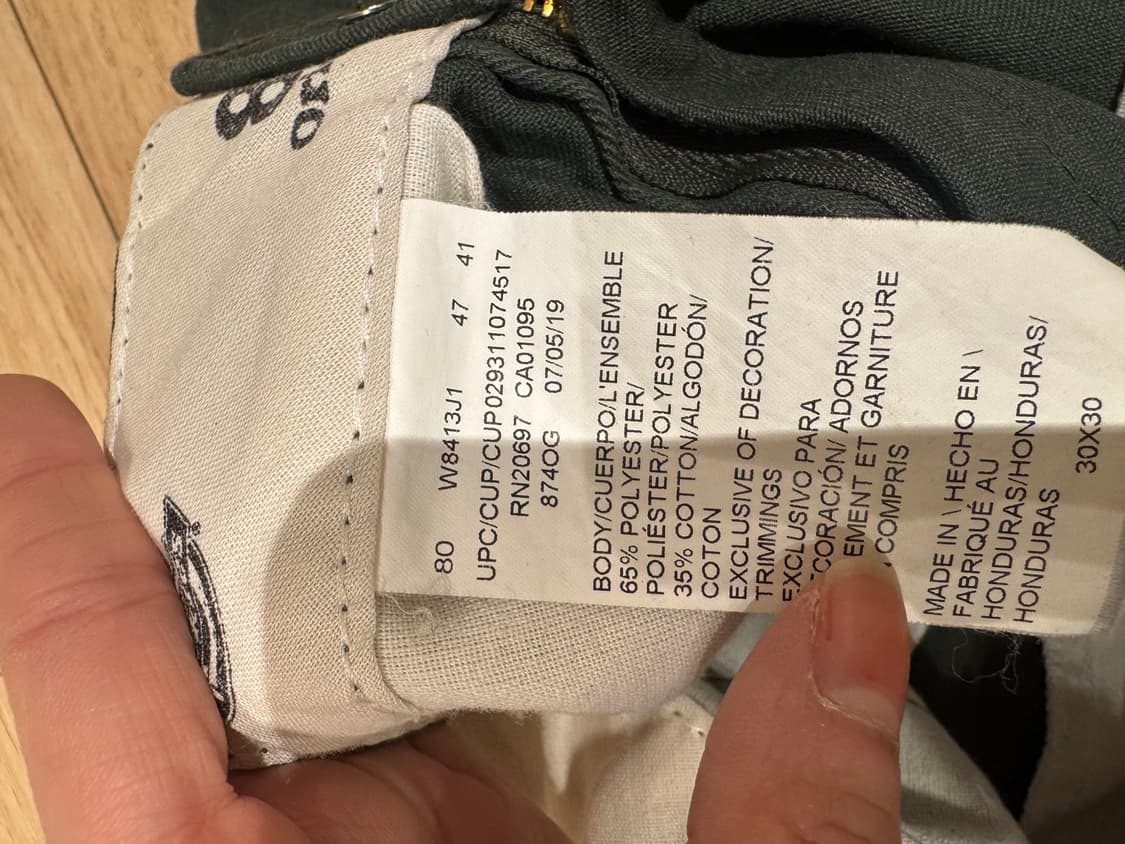 80 W8413J1 47 41
UPC/CUP/CUP029311074517
RN20697 CA01095
874OG 07/05/19
BODY/CUERPO/L'ENSEMBLE
65% POLYESTER/
POLIÉSTER/POLYESTER
35% COTTON/ALGODÓN/
COTON
EXCLUSIVE OF DECORATION/
TRIMMINGS
EXCLUSIVO PARA
CORACIÓN/ ADORNOS
EMENT ET GARNITURE
COMPRIS
MADE IN \ HECHO EN \
FABRIQUÉ AU
HONDURAS/HONDURAS/
HONDURAS
30X30